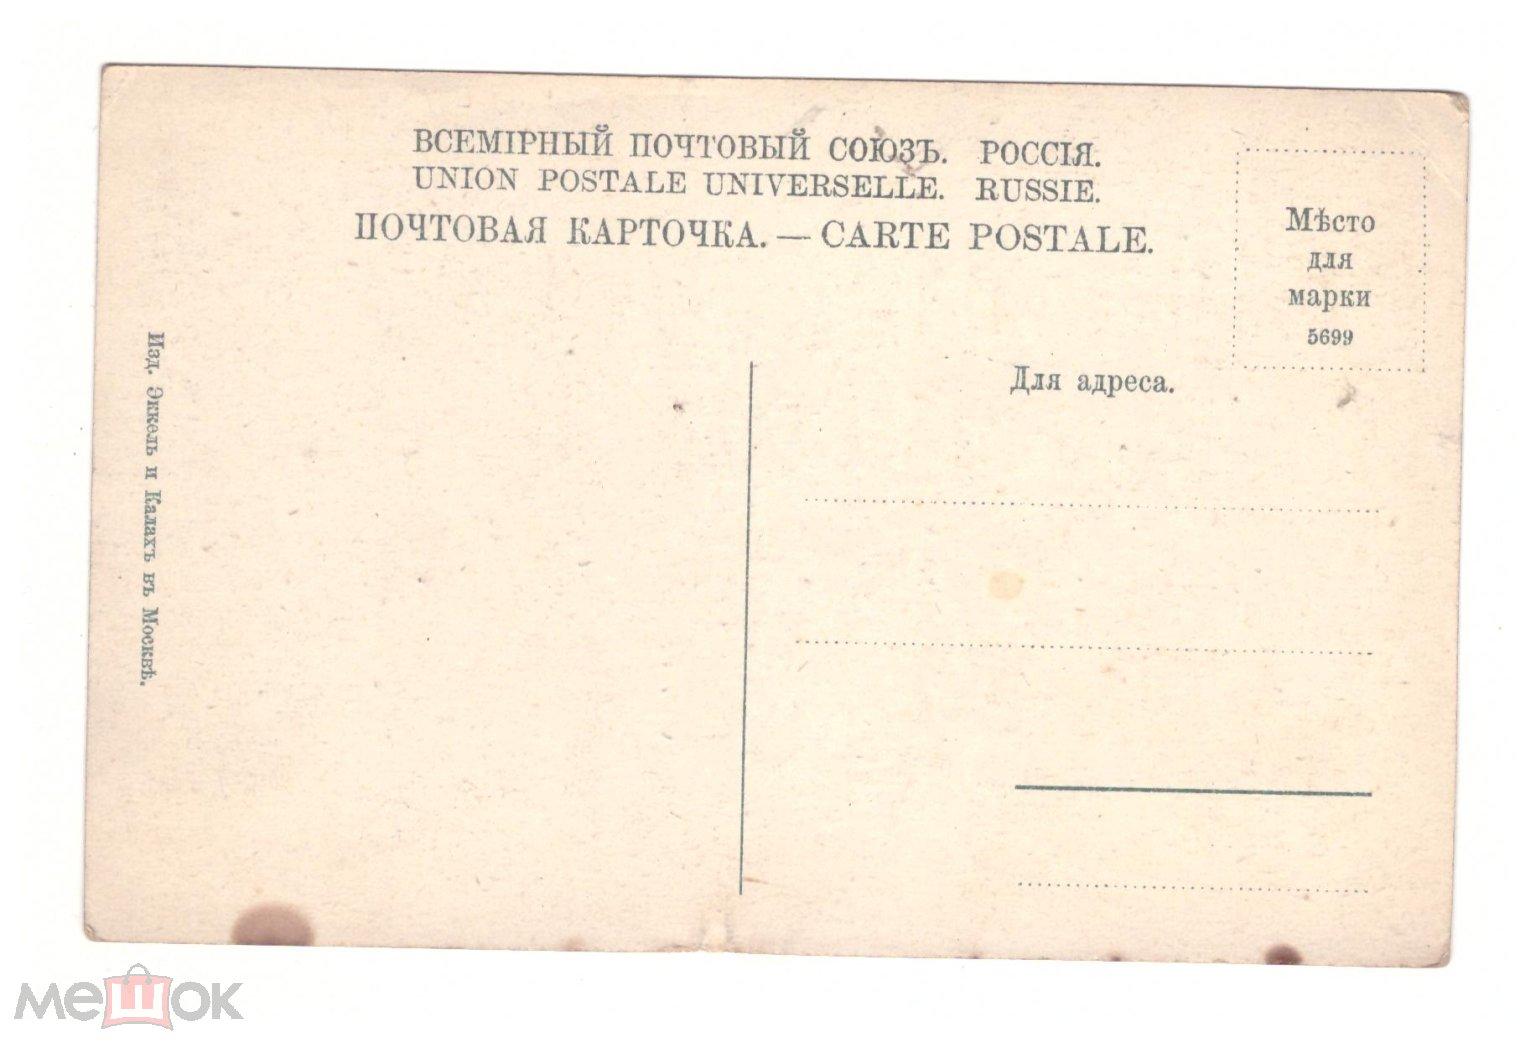 ВСЕМІРНЫЙ ПОЧТОВЫЙ СОЮЗЪ. РОССІЯ.
UNION POSTALE UNIVERSELLE. RUSSIE.
ПОЧТОВАЯ КАРТОЧКА. — CARTE POSTALE.
Мѣсто
для
марки
5699
Для адреса.
Изд. Эккель и Калахъ въ Москвѣ.
мешок